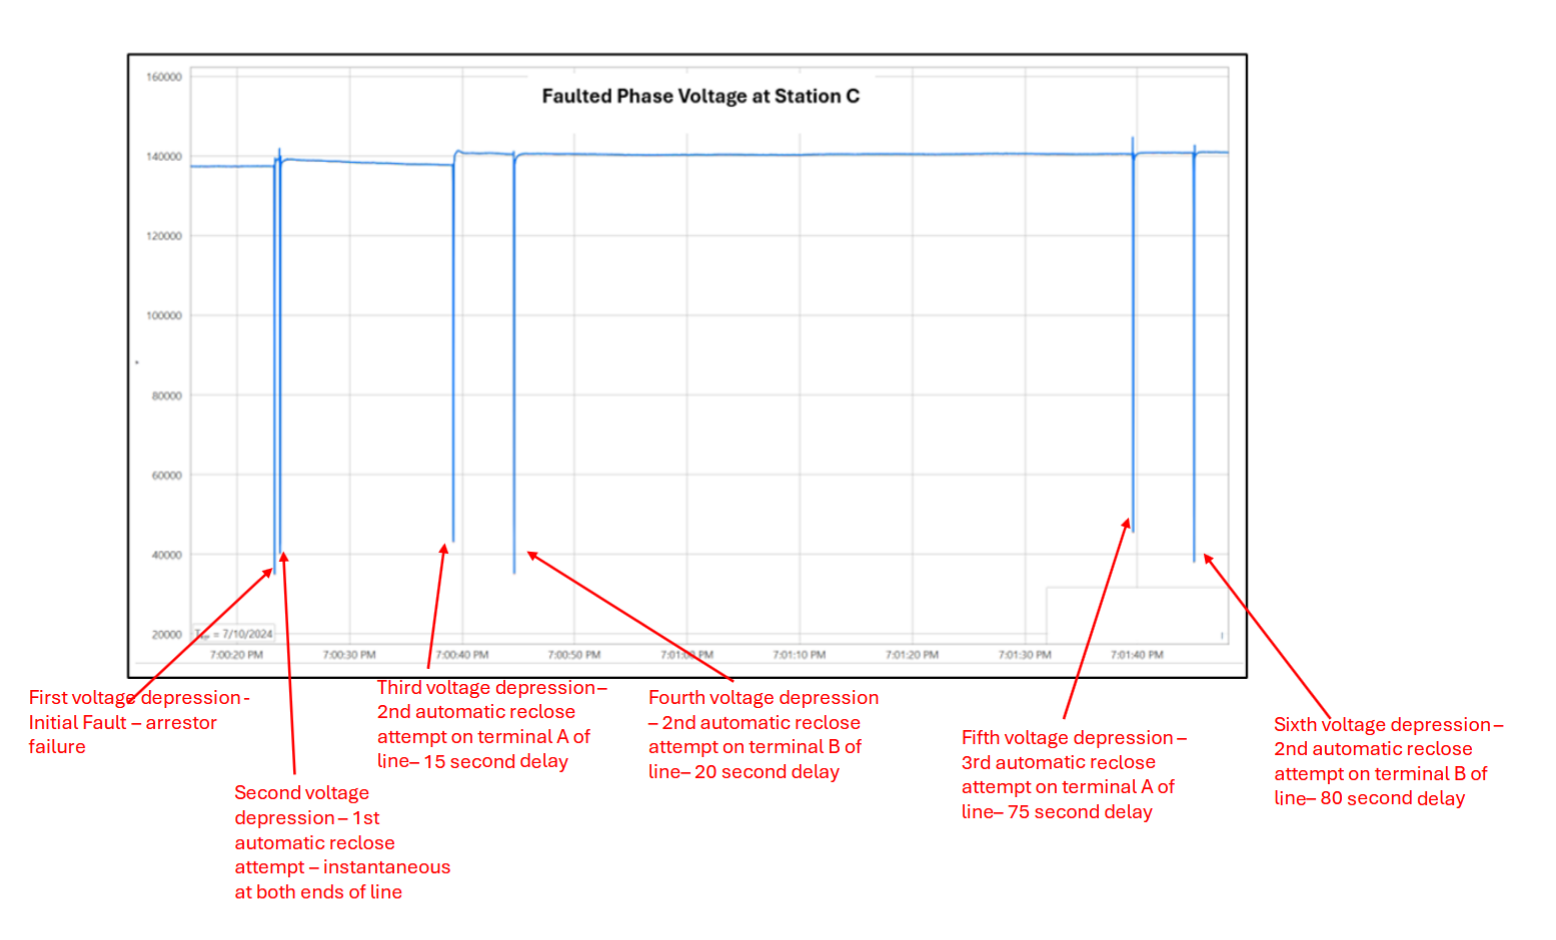 Faulted Phase Voltage at Station C
160000
140000
120000
100000
80000
60000
40000
20000
= 7/10/2024
7:00:20 PM
7:00:30 PM
7:00:40 PM
7:00:50 PM
7:01:00 PM
7:01:10 PM
7:01:20 PM
7:01:30 PM
7:01:40 PM
First voltage depression -
Initial Fault – arrestor
failure
Second voltage
depression – 1st
automatic reclose
attempt – instantaneous
at both ends of line
Third voltage depression–
2nd automatic reclose
attempt on terminal A of
line– 15 second delay
Fourth voltage depression
– 2nd automatic reclose
attempt on terminal B of
line– 20 second delay
Fifth voltage depression –
3rd automatic reclose
attempt on terminal A of
line– 75 second delay
Sixth voltage depression –
2nd automatic reclose
attempt on terminal B of
line– 80 second delay